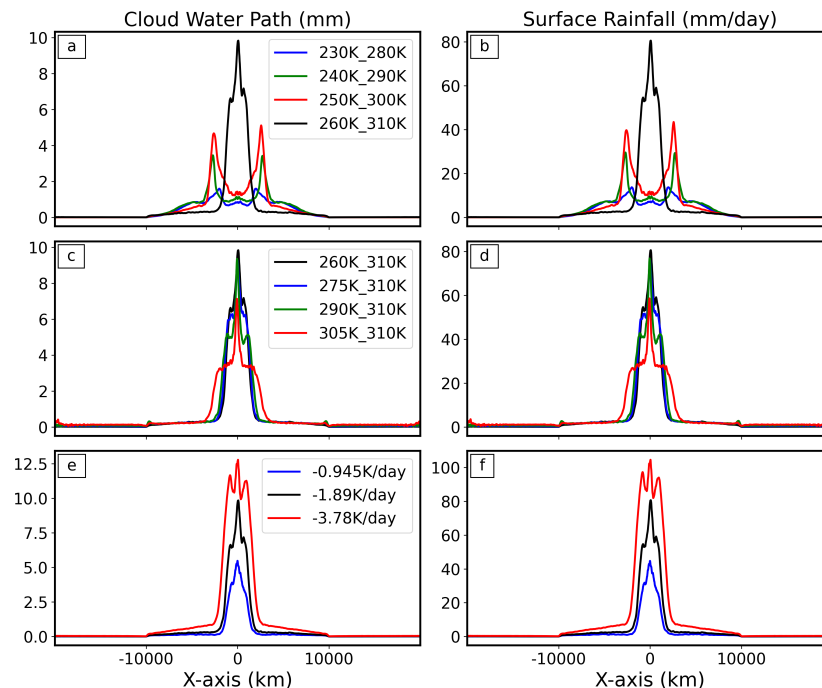 Cloud Water Path (mm)
Surface Rainfall (mm/day)
a
10
8
6
4
2
0
230K_280K
240K_290K
250K_300K
260K_310K
b
80
60
40
20
0
c
10
8
6
4
2
0
260K_310K
275K_310K
290K_310K
305K_310K
d
80
60
40
20
0
e
12.5
10.0
7.5
5.0
2.5
0.0
-0.945K/day
-1.89K/day
-3.78K/day
f
100
80
60
40
20
0
-10000 0 10000
-10000 0 10000
X-axis (km)
X-axis (km)